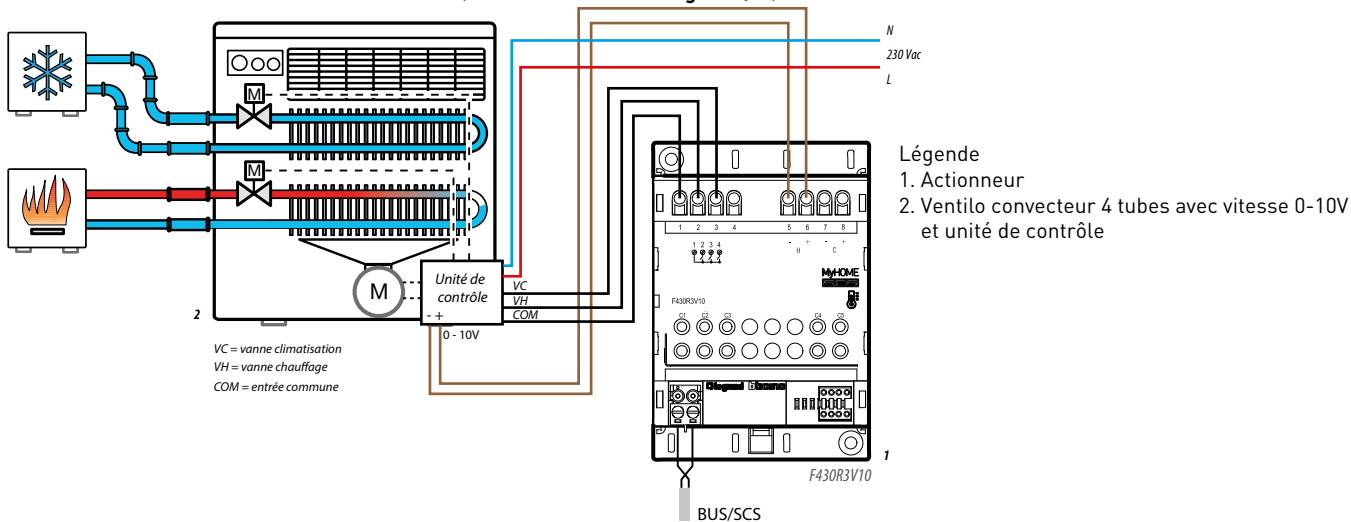 N
230 Vac
L
M
M
M
Unité de
contrôle
- +
0 - 10V
VC
VH
COM
2
VC = vanne climatisation
VH = vanne chauffage
COM = entrée commune
1 2 3 4 5 6 7 8
- + - +
H C
1 2 3 4
MyHOME
F430R3V10
C1 C2 C3 C4 C5
legrand bticino
1
F430R3V10
BUS/SCS
Légende
1. Actionneur
2. Ventilo convecteur 4 tubes avec vitesse 0-10V
et unité de contrôle